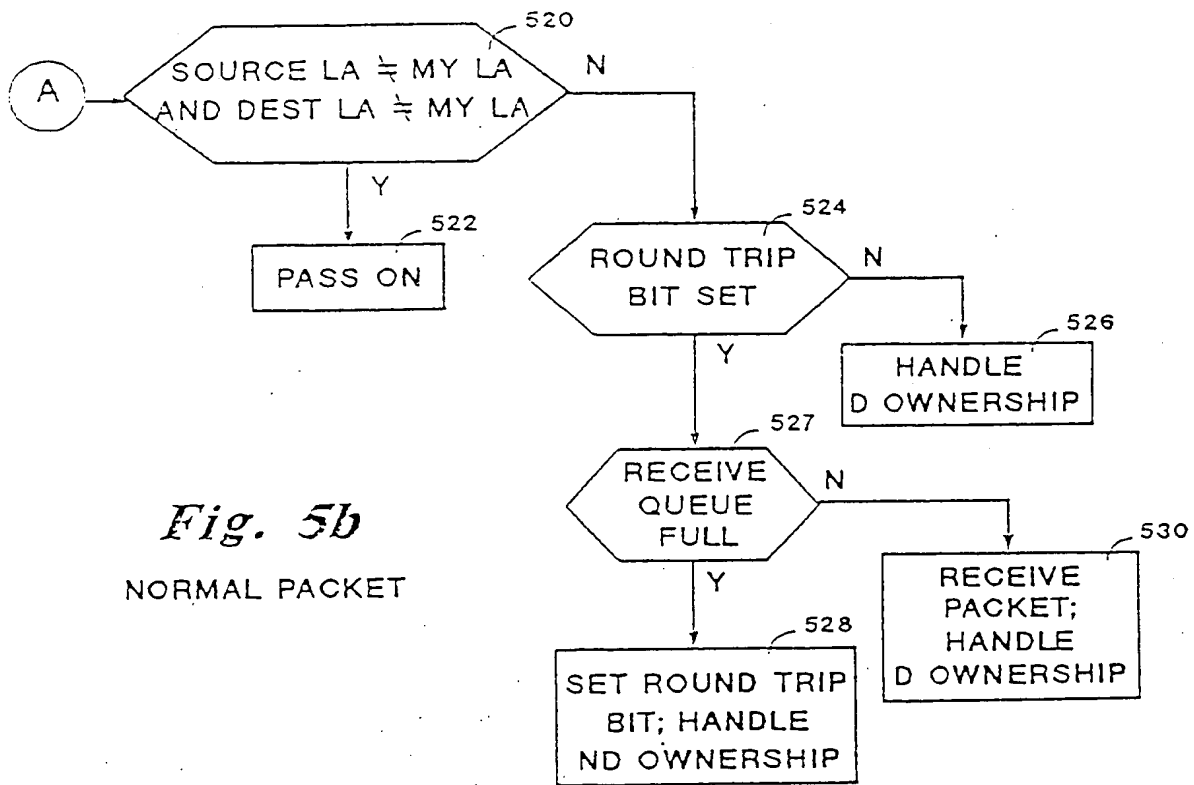 520
A
SOURCE LA ≠ MY LA
AND DEST LA ≠ MY LA
N
Y
522
PASS ON
524
ROUND TRIP
BIT SET
N
Y
526
HANDLE
D OWNERSHIP
527
RECEIVE
QUEUE
FULL
N
Y
Fig. 5b
NORMAL PACKET
530
RECEIVE
PACKET;
HANDLE
D OWNERSHIP
528
SET ROUND TRIP
BIT; HANDLE
ND OWNERSHIP